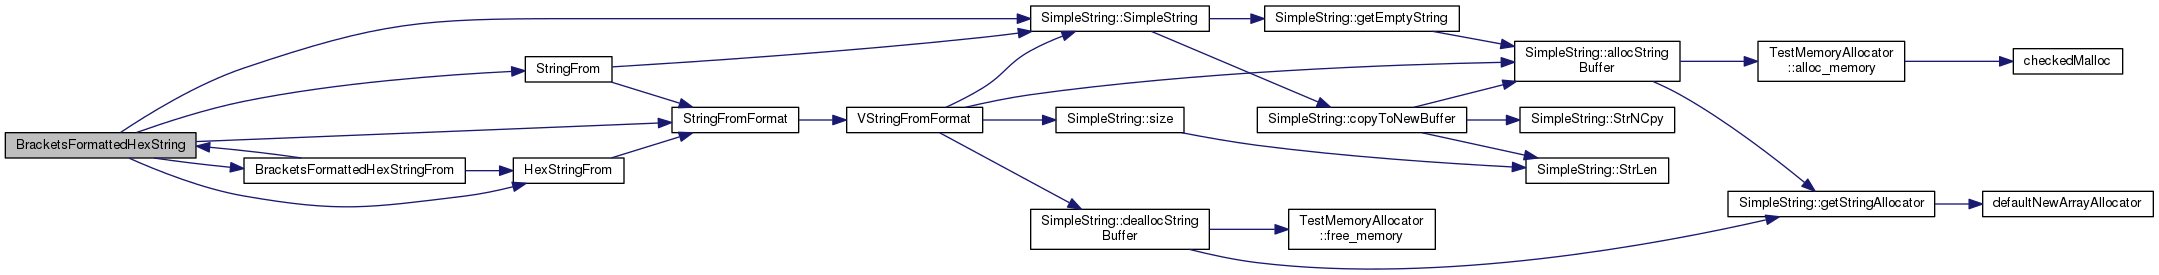 BracketsFormattedHexString
StringFrom
BracketsFormattedHexStringFrom
HexStringFrom
StringFromFormat
VStringFromFormat
SimpleString::SimpleString
SimpleString::size
SimpleString::deallocString
Buffer
SimpleString::getEmptyString
SimpleString::copyToNewBuffer
TestMemoryAllocator
::free_memory
SimpleString::allocString
Buffer
SimpleString::StrNCpy
SimpleString::StrLen
TestMemoryAllocator
::alloc_memory
SimpleString::getStringAllocator
checkedMalloc
defaultNewArrayAllocator